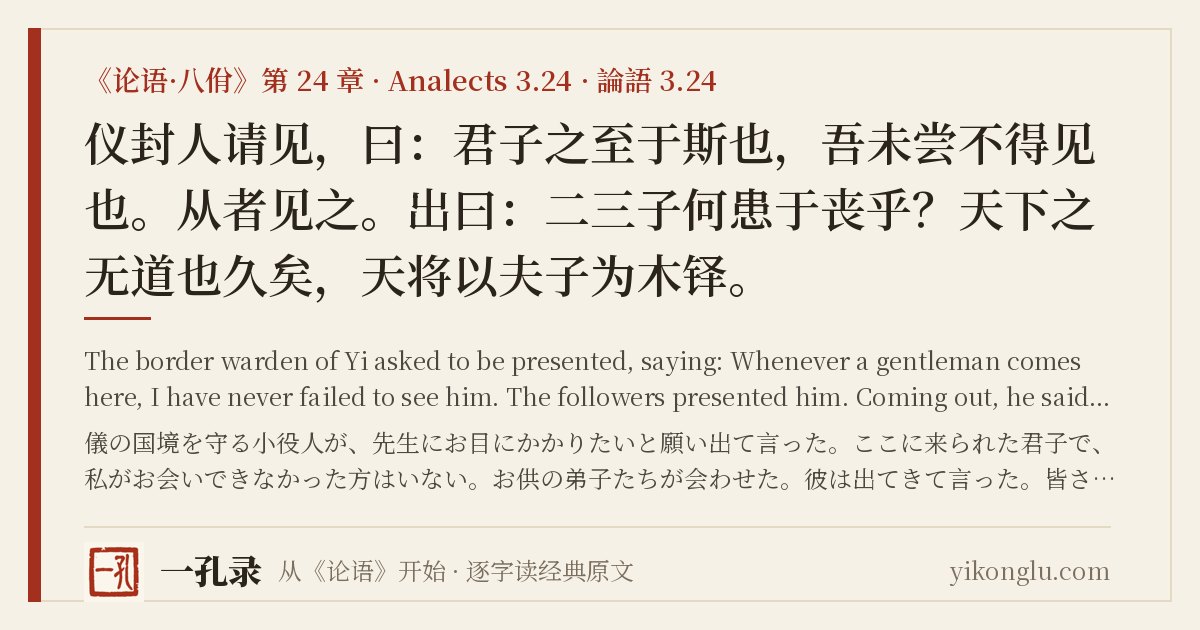 《论语·八佾》第 24 章 · Analects 3.24 · 論語 3.24
仪封人请见，曰：君子之至于斯也，吾未尝不得见
也。从者见之。出曰：二三子何患于丧乎？天下之
无道也久矣，天将以夫子为木铎。
The border warden of Yi asked to be presented, saying: Whenever a gentleman comes
here, I have never failed to see him. The followers presented him. Coming out, he said...
儀の国境を守る小役人が、先生にお目にかかりたいと願い出て言った。ここに来られた君子で、
私がお会いできなかった方はいない。お供の弟子たちが会わせた。彼は出てきて言った。皆さ…
一孔
一孔录 从《论语》开始 · 逐字读经典原文 yikonglu.com